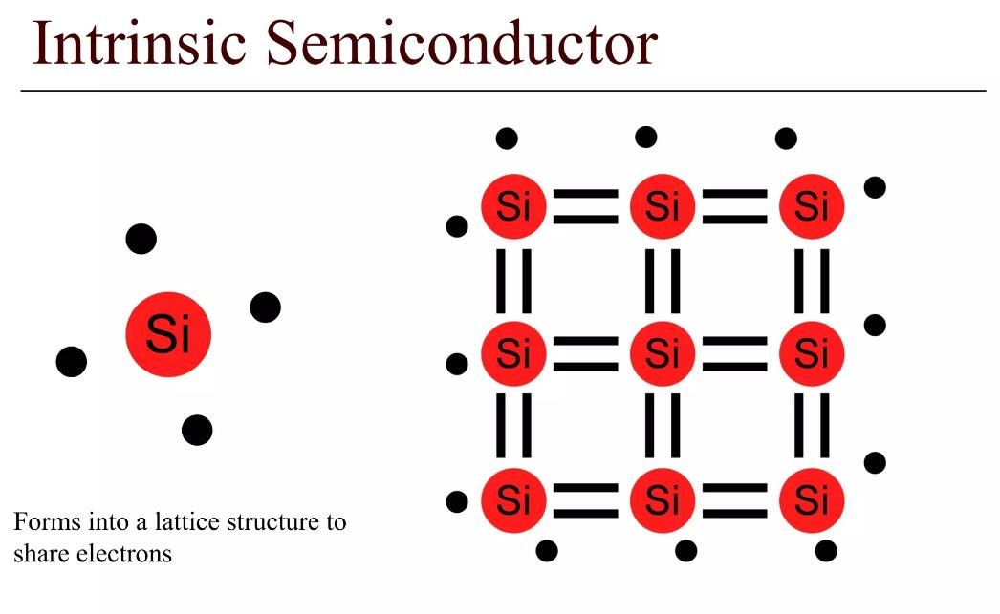 Intrinsic Semiconductor
Si Si Si
Si
Si Si Si
Si Si Si
Forms into a lattice structure to
share electrons